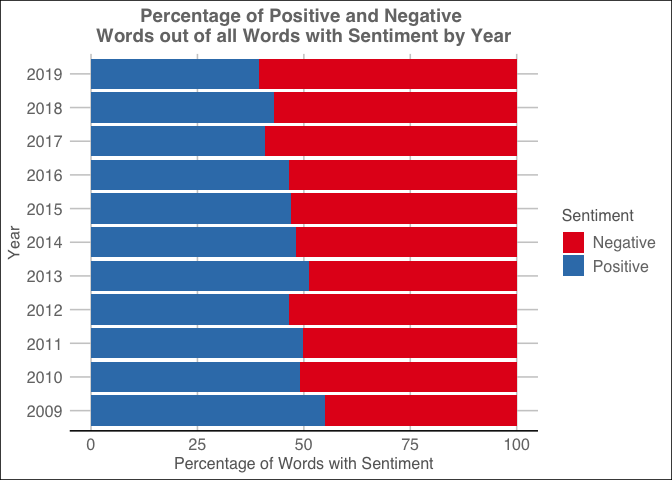 Percentage of Positive and Negative
Words out of all Words with Sentiment by Year
2019
2018
2017
2016
2015
2014
2013
2012
2011
2010
2009
Year
0 25 50 75 100
Percentage of Words with Sentiment
Sentiment
Negative
Positive